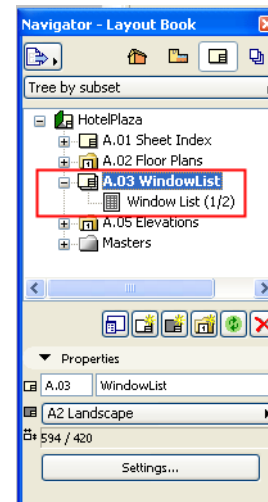 Navigator - Layout Book
Tree by subset
HotelPlaza
A.01 Sheet Index
A.02 Floor Plans
A.03 WindowList
Window List (1/2)
A.05 Elevations
Masters
Properties
A.03 WindowList
A2 Landscape
594 / 420
Settings...